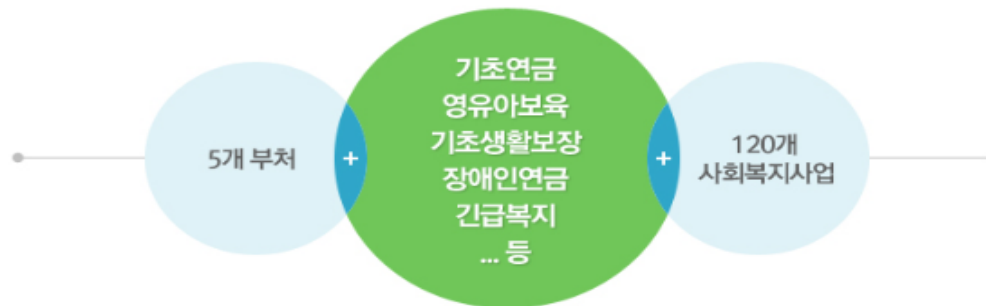 5개 부처
+
기초연금
영유아보육
기초생활보장
장애인연금
긴급복지
... 등
+
120개
사회복지사업